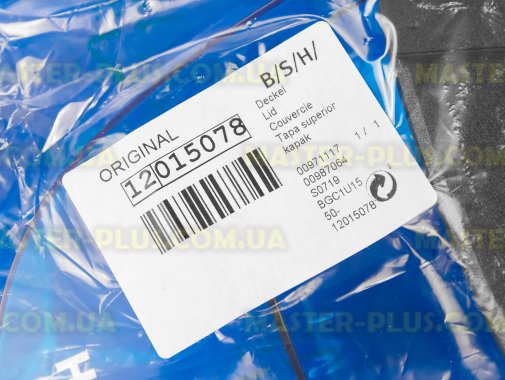 ORIGINAL
12015078
B/S/H/
Deckel
Lid
Couvercle
Tapa superior
kapak
00971117 1 / 1
00987064
S0719
BGC1U15
50-
12015078
H
MASTER-PLUS.COM.UA